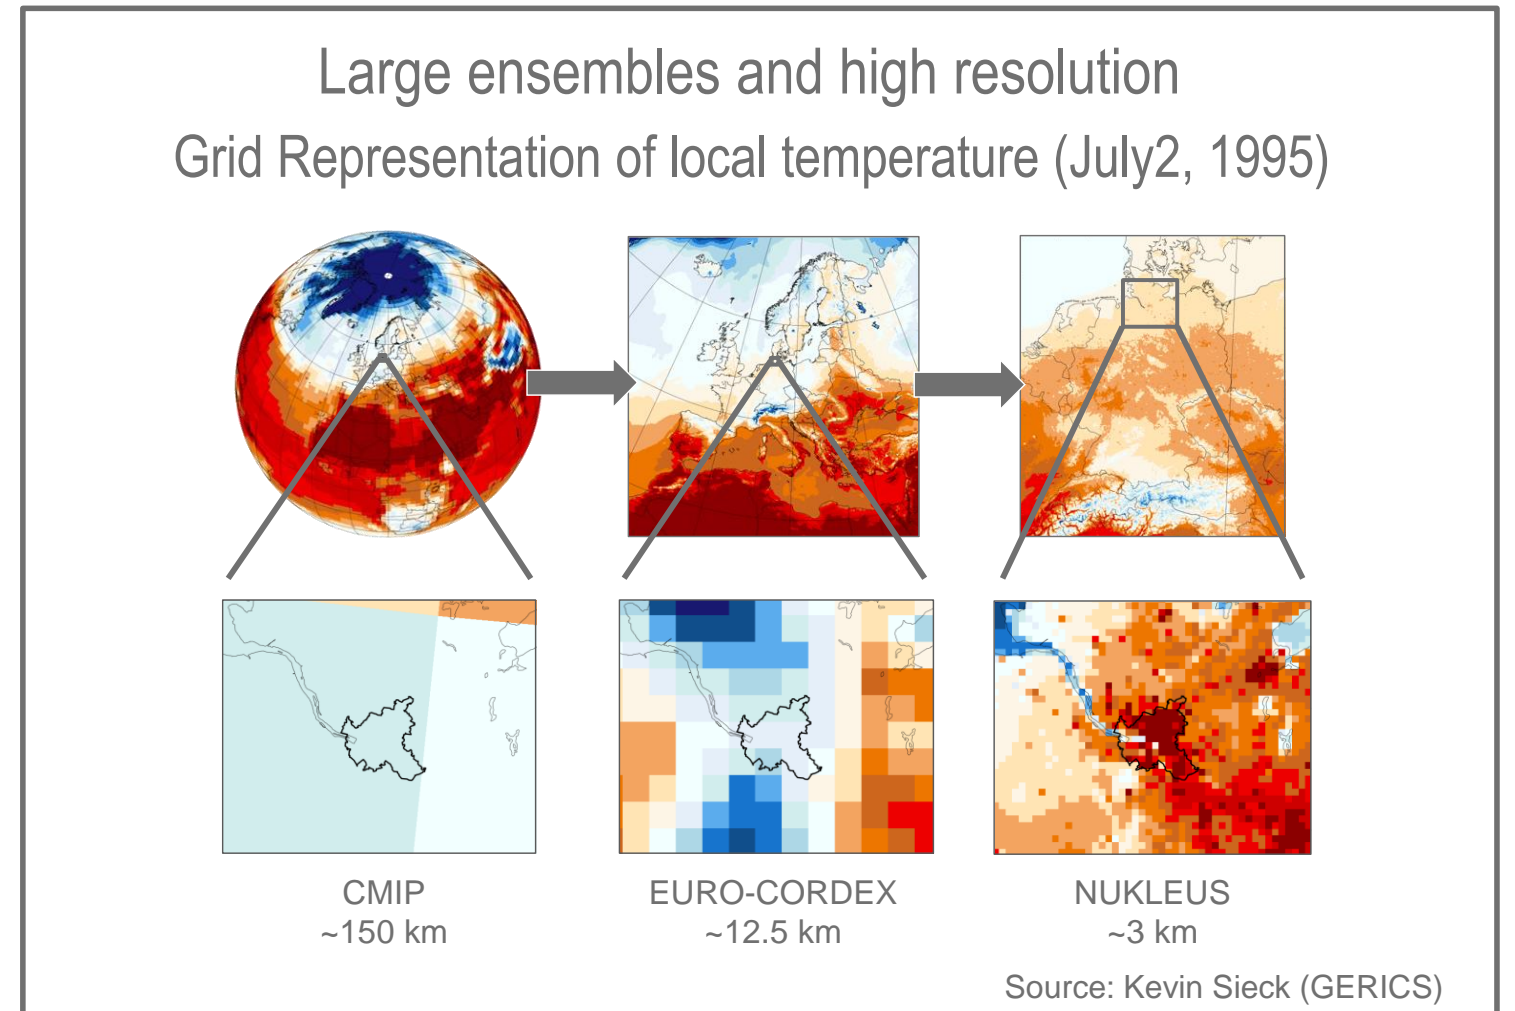 Large ensembles and high resolution
Grid Representation of local temperature (July2, 1995)
CMIP
~150 km
EURO-CORDEX
~12.5 km
NUKLEUS
~3 km
Source: Kevin Sieck (GERICS)